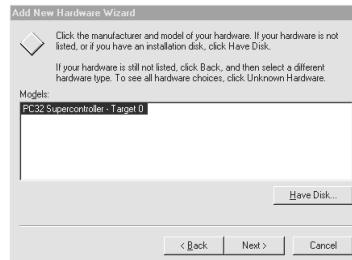 Add New Hardware Wizard
Click the manufacturer and model of your hardware. If your hardware is not
listed, or if you have an installation disk, click Have Disk.
If your hardware is still not listed, click Back, and then select a different
hardware type. To see all hardware choices, click Unknown Hardware.
Models:
PC32 Supercontroller - Target 0
Have Disk...
< Back
Next >
Cancel